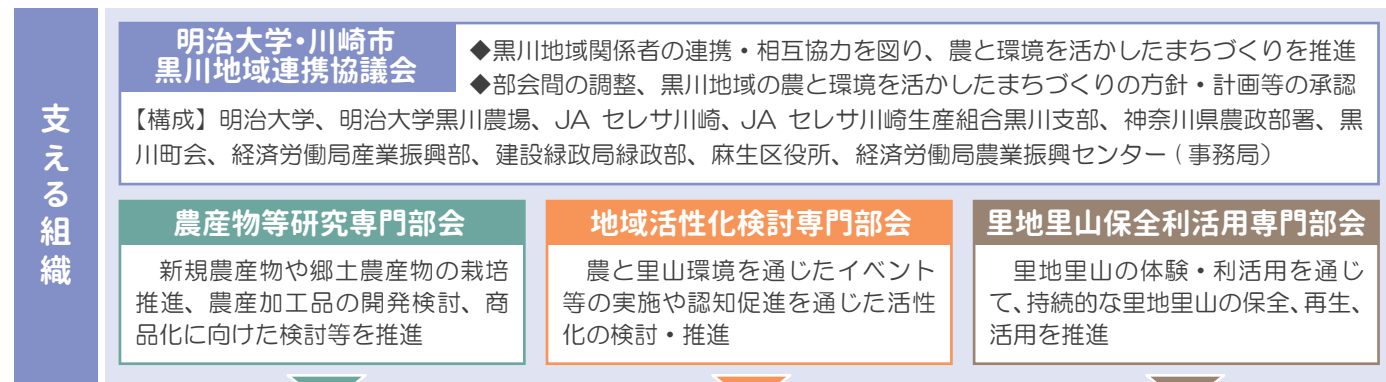 支える組織
明治大学・川崎市
黒川地域連携協議会
◆黒川地域関係者の連携・相互協力を図り、農と環境を活かしたまちづくりを推進
◆部会間の調整、黒川地域の農と環境を活かしたまちづくりの方針・計画等の承認
【構成】明治大学、明治大学黒川農場、JA セレサ川崎、JA セレサ川崎生産組合黒川支部、神奈川県農政部署、黒
川町会、経済労働局産業振興部、建設緑政局緑政部、麻生区役所、経済労働局農業振興センター（事務局）
農産物等研究専門部会
新規農産物や郷土農産物の栽培
推進、農産加工品の開発検討、商
品化に向けた検討等を推進
地域活性化検討専門部会
農と里山環境を通じたイベント
等の実施や認知促進を通じた活性
化の検討・推進
里地里山保全利活用専門部会
里地里山の体験・利活用を通じ
て、持続的な里地里山の保全、再生、
活用を推進